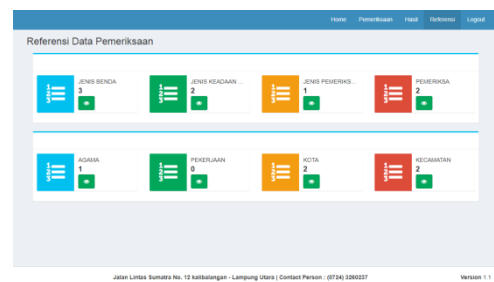 Home Pemeriksaan Hasil Referensi Logout
Referensi Data Pemeriksaan
JENIS BENDA
3
JENIS KEADAAN ...
2
JENIS PEMERIKS...
1
PEMERIKSA
2
AGAMA
1
PEKERJAAN
0
KOTA
2
KECAMATAN
2
Jalan Lintas Sumatra No. 12 kalibalangan - Lampung Utara | Contact Person : (0724) 3260237 Version 1.1